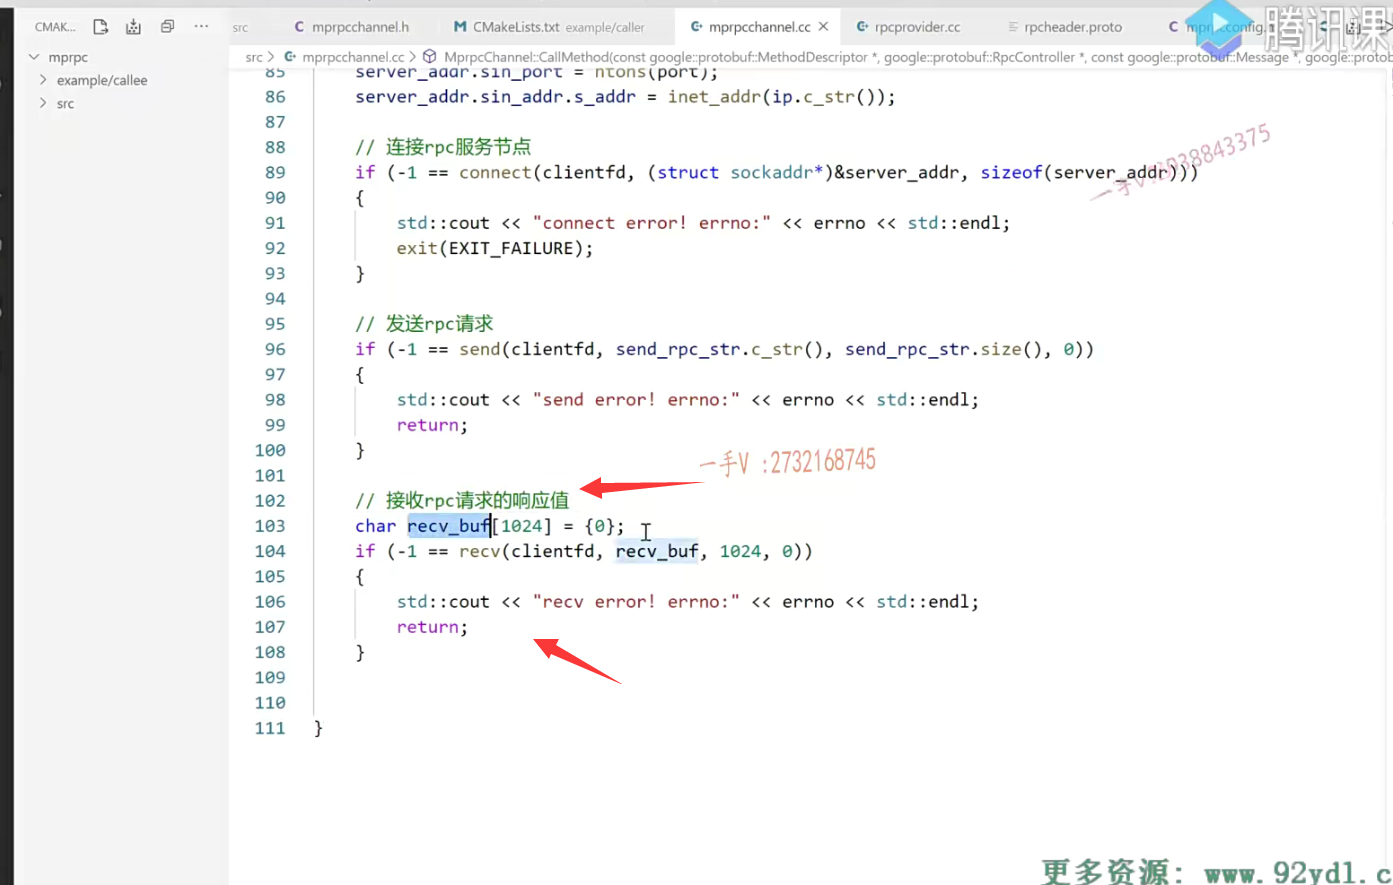 CMAK...
···
src
C mprpcchannel.h
M CMakeLists.txt example/caller
mprpcchannel.cc
rpcprovider.cc
rpcheader.proto
C mprpcconfig.
腾讯课
mprpc
src > mprpcchannel.cc > MprpcChannel::CallMethod(const google::protobuf::MethodDescriptor *, google::protobuf::RpcController *, const google::protobuf::Message *, google::protob
example/callee
src
85 server_addr.sin_port = htons(port);
86 server_addr.sin_addr.s_addr = inet_addr(ip.c_str());
87
88 // 连接rpc服务节点
89 if (-1 == connect(clientfd, (struct sockaddr*)&server_addr, sizeof(server_addr)))
90 {
91 std::cout << "connect error! errno:" << errno << std::endl;
92 exit(EXIT_FAILURE);
93 }
94
95 // 发送rpc请求
96 if (-1 == send(clientfd, send_rpc_str.c_str(), send_rpc_str.size(), 0))
97 {
98 std::cout << "send error! errno:" << errno << std::endl;
99 return;
100 }
101
一手V :2732168745
102 // 接收rpc请求的响应值
103 char recv_buf[1024] = {0};
104 if (-1 == recv(clientfd, recv_buf, 1024, 0))
105 {
106 std::cout << "recv error! errno:" << errno << std::endl;
107 return;
108 }
109
110
111 }
更多资源: www.92ydl.c